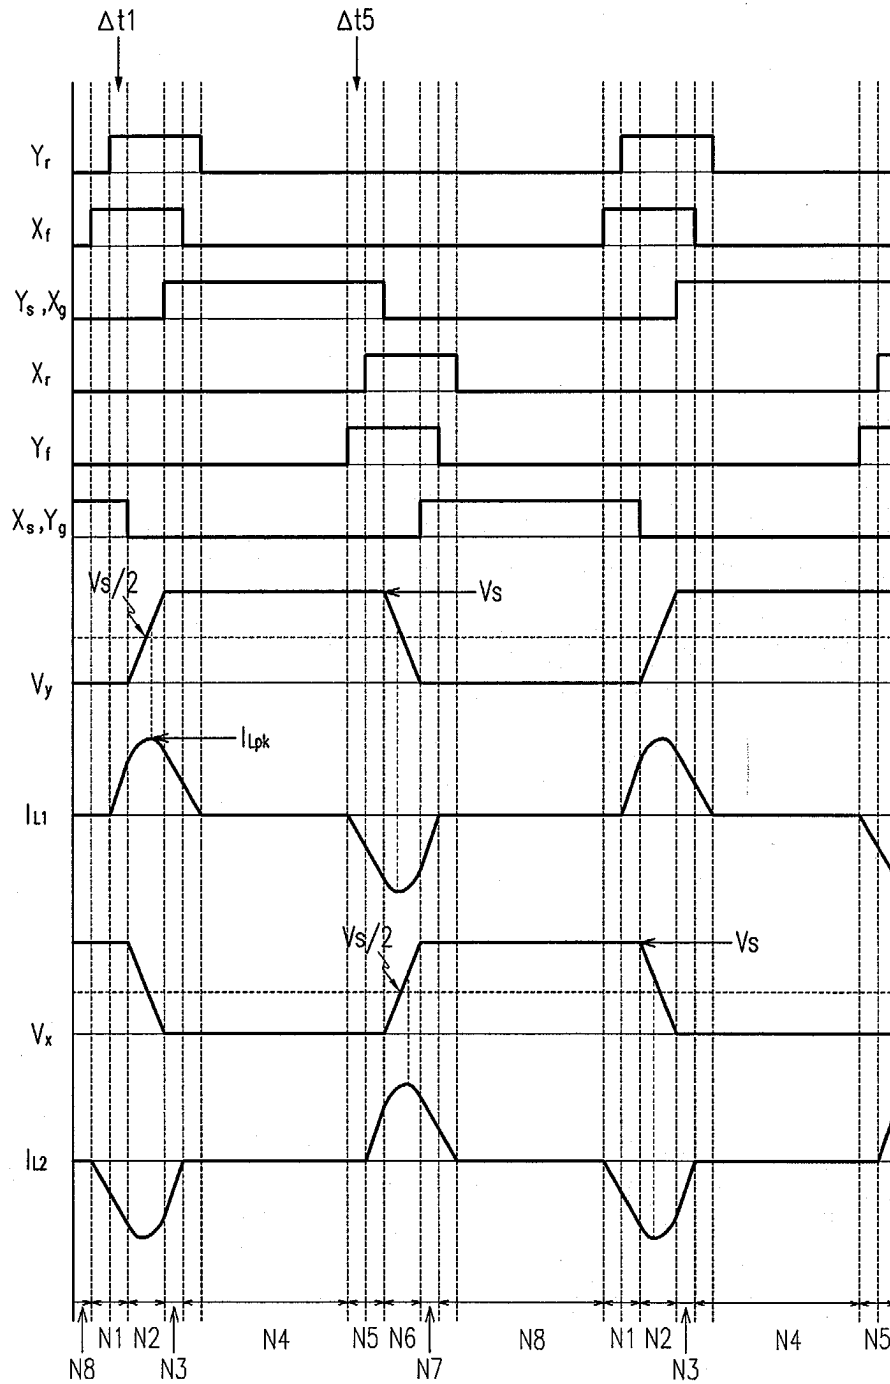 Δt1 Δt5
Yr
Xf
Ys,Xg
Xr
Yf
Xs,Yg
Vs/2
Vs
Vy
ILpk
IL1
Vs/2
Vs
Vx
IL2
N1 N2 N4 N5 N6 N8 N1 N2 N4 N5
N8 N3 N7 N3